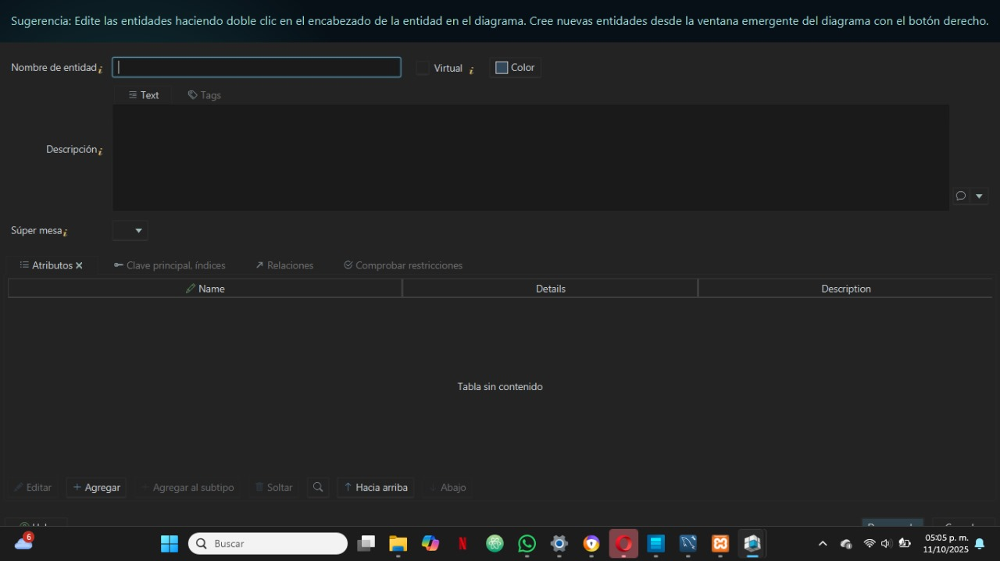 Sugerencia: Edite las entidades haciendo doble clic en el encabezado de la entidad en el diagrama. Cree nuevas entidades desde la ventana emergente del diagrama con el botón derecho.
Nombre de entidad
Virtual
Color
Text
Tags
Descripción
Súper mesa
Atributos
Clave principal, índices
Relaciones
Comprobar restricciones
Name
Details
Description
Tabla sin contenido
Editar
Agregar
Agregar al subtipo
Soltar
Hacia arriba
Abajo
6
Buscar
05:05 p. m.
11/10/2025